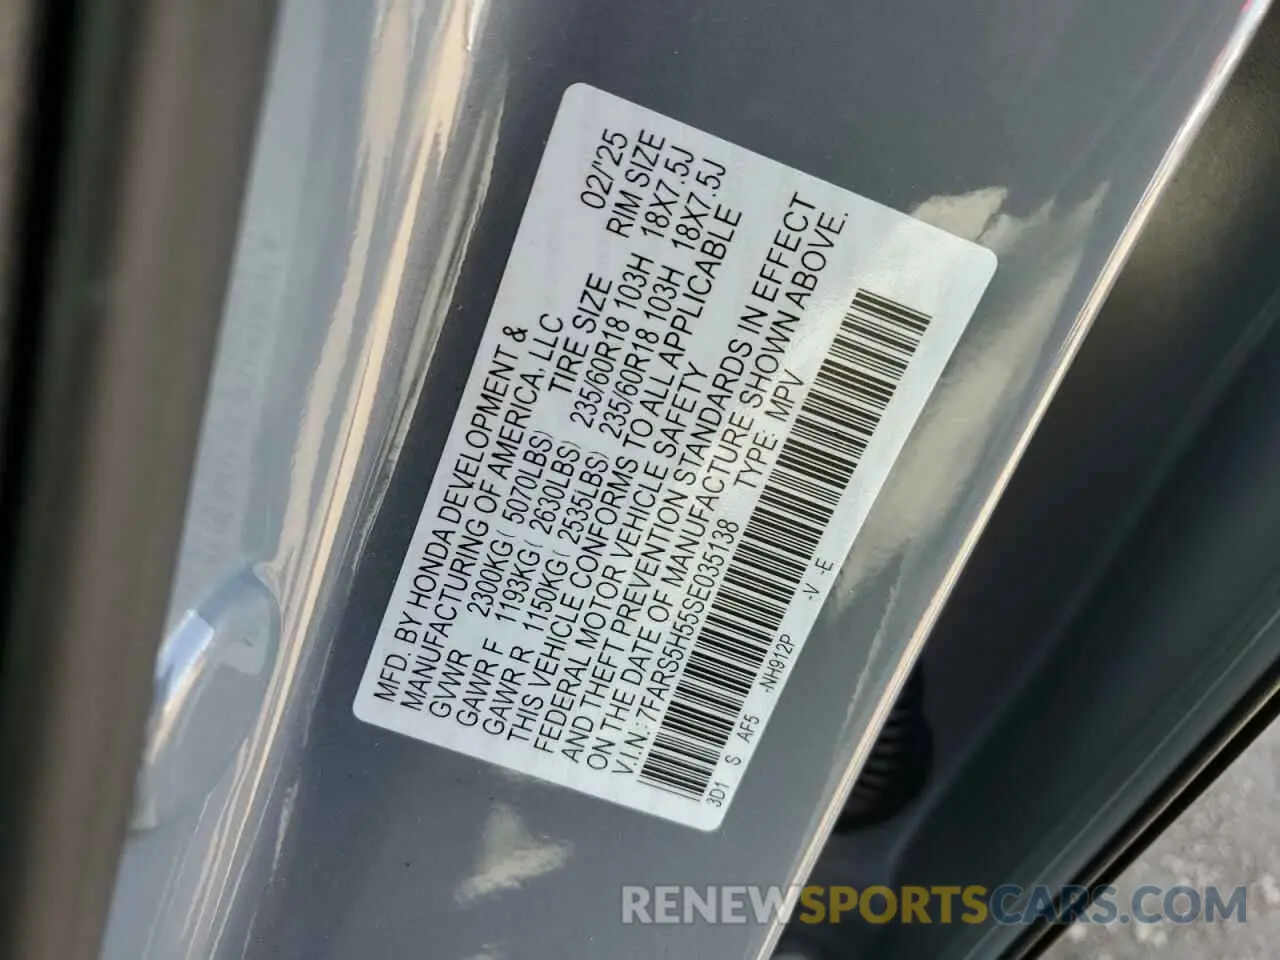 MFD. BY HONDA DEVELOPMENT & 02/'25
MANUFACTURING OF AMERICA, LLC
GVWR 2300KG( 5070LBS) TIRE SIZE RIM SIZE
GAWR F 1193KG( 2630LBS) 235/60R18 103H 18X7.5J
GAWR R 1150KG( 2535LBS) 235/60R18 103H 18X7.5J
THIS VEHICLE CONFORMS TO ALL APPLICABLE
FEDERAL MOTOR VEHICLE SAFETY
AND THEFT PREVENTION STANDARDS IN EFFECT
ON THE DATE OF MANUFACTURE SHOWN ABOVE.
V.I.N.: 7FARS5H55SE035138 TYPE: MPV
3D1 S AF5 -NH912P -V -E
RENEWSPORTSCARS.COM